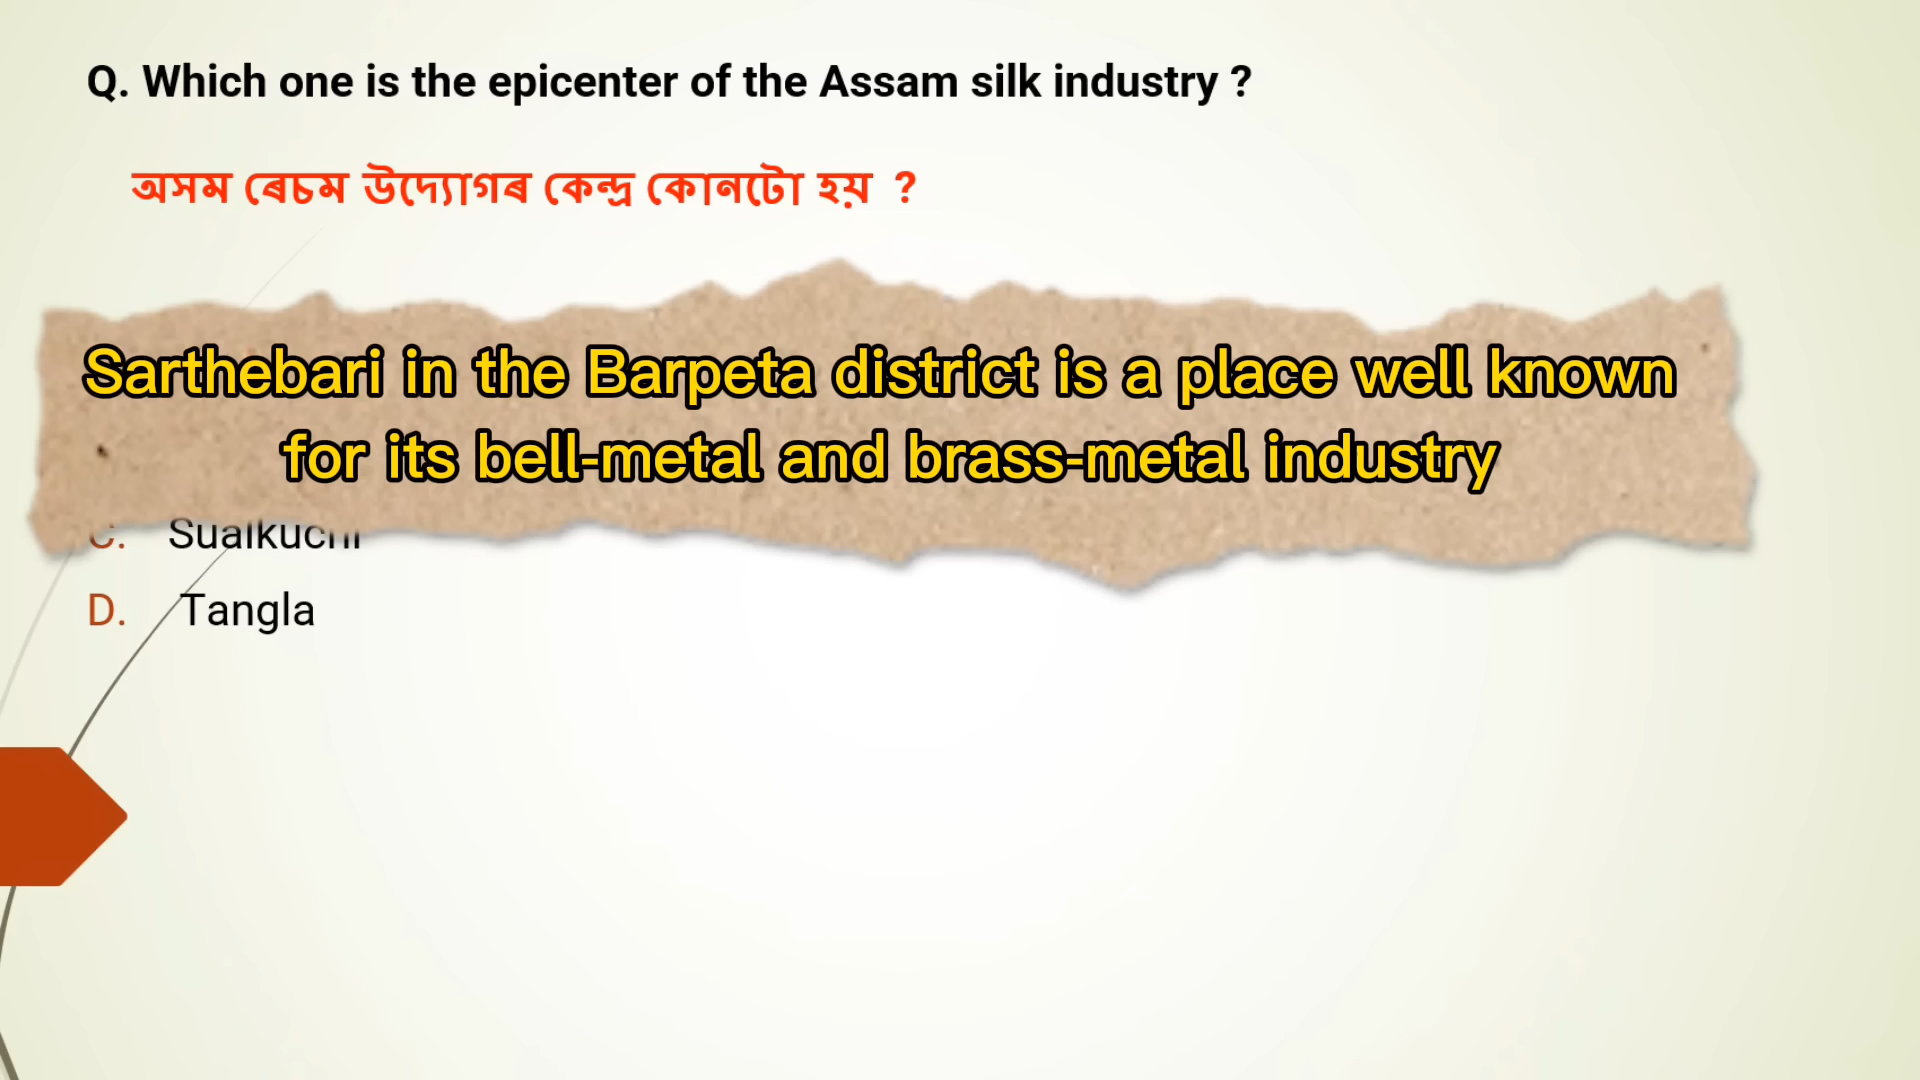 Q. Which one is the epicenter of the Assam silk industry ?
অসম ৰেচম উদ্যোগৰ কেন্দ্ৰ কোনটো হয় ?
Sarthebari in the Barpeta district is a place well known
for its bell-metal and brass-metal industry
C. Sualkuchi
D. Tangla